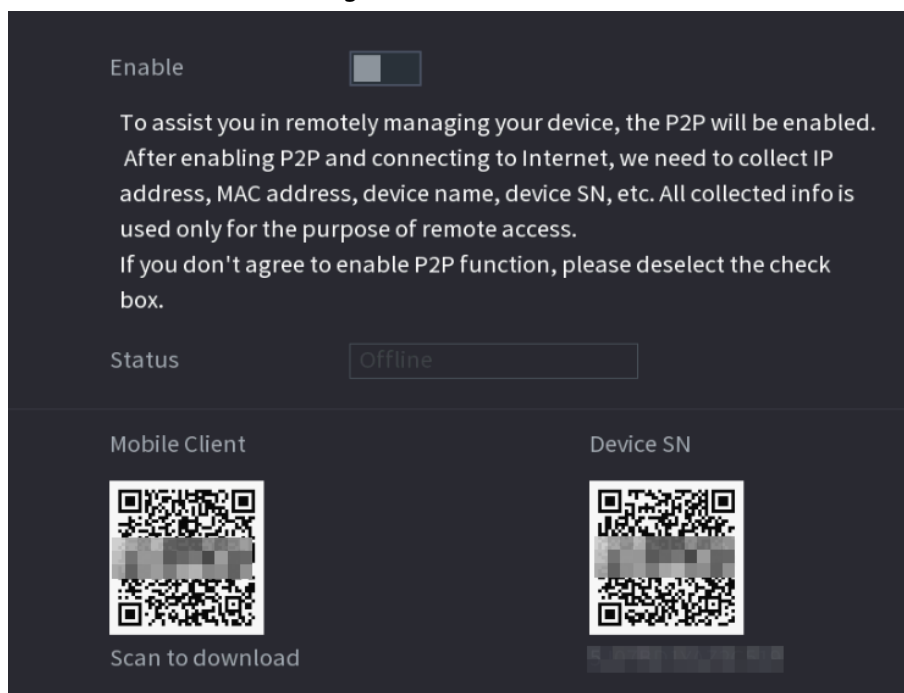 Enable
To assist you in remotely managing your device, the P2P will be enabled.
After enabling P2P and connecting to Internet, we need to collect IP
address, MAC address, device name, device SN, etc. All collected info is
used only for the purpose of remote access.
If you don't agree to enable P2P function, please deselect the check
box.
Status
Offline
Mobile Client
Device SN
Scan to download